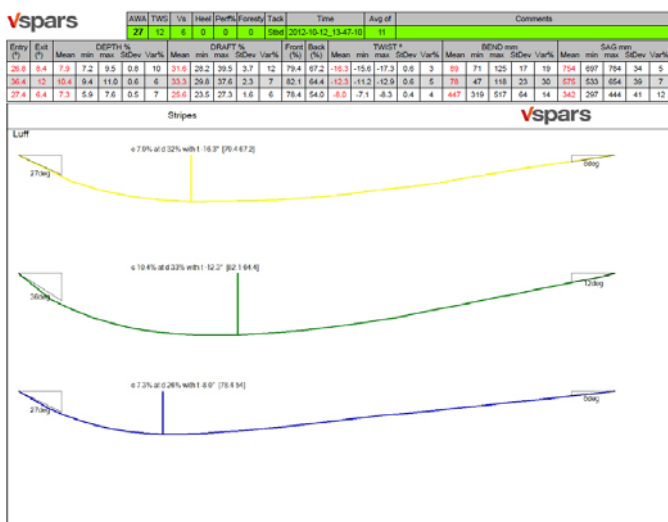 vspars
AWA TWS Vs Heel Perf% Foresty Tack Time Avg of Comments
27 12 6 0 0 0 Stbd 2012-10-12_13-47-10 11
Entry Exit DEPTH % DRAFT % Front Back TWIST ° BEND mm SAG mm
(°) (°) Mean min max StDev Var% Mean min max StDev Var% (%) (%) Mean min max StDev Var% Mean min max StDev Var% Mean min max StDev Var%
26.6 8.4 7.9 7.2 9.5 0.8 10 31.6 28.2 39.5 3.7 12 79.4 67.2 -16.3 -15.6 -17.3 0.6 3 89 71 125 17 19 754 697 784 34 5
36.4 12 10.4 9.4 11.0 0.6 6 33.3 29.8 37.6 2.3 7 82.1 64.4 -12.3 -11.2 -12.9 0.6 5 78 47 118 23 30 575 533 654 39 7
27.4 6.4 7.3 5.9 7.6 0.5 7 25.6 23.5 27.3 1.6 6 78.4 54.0 -8.0 -7.1 -8.3 0.4 4 447 319 517 64 14 342 297 444 41 12
Stripes vspars
Luff
c 7.9% at d 32% with t -16.3° [79.4 67.2]
27deg 8deg
c 10.4% at d 33% with t -12.3° [82.1 64.4]
36deg 12deg
c 7.3% at d 26% with t -8.0° [78.4 54]
27deg 6deg